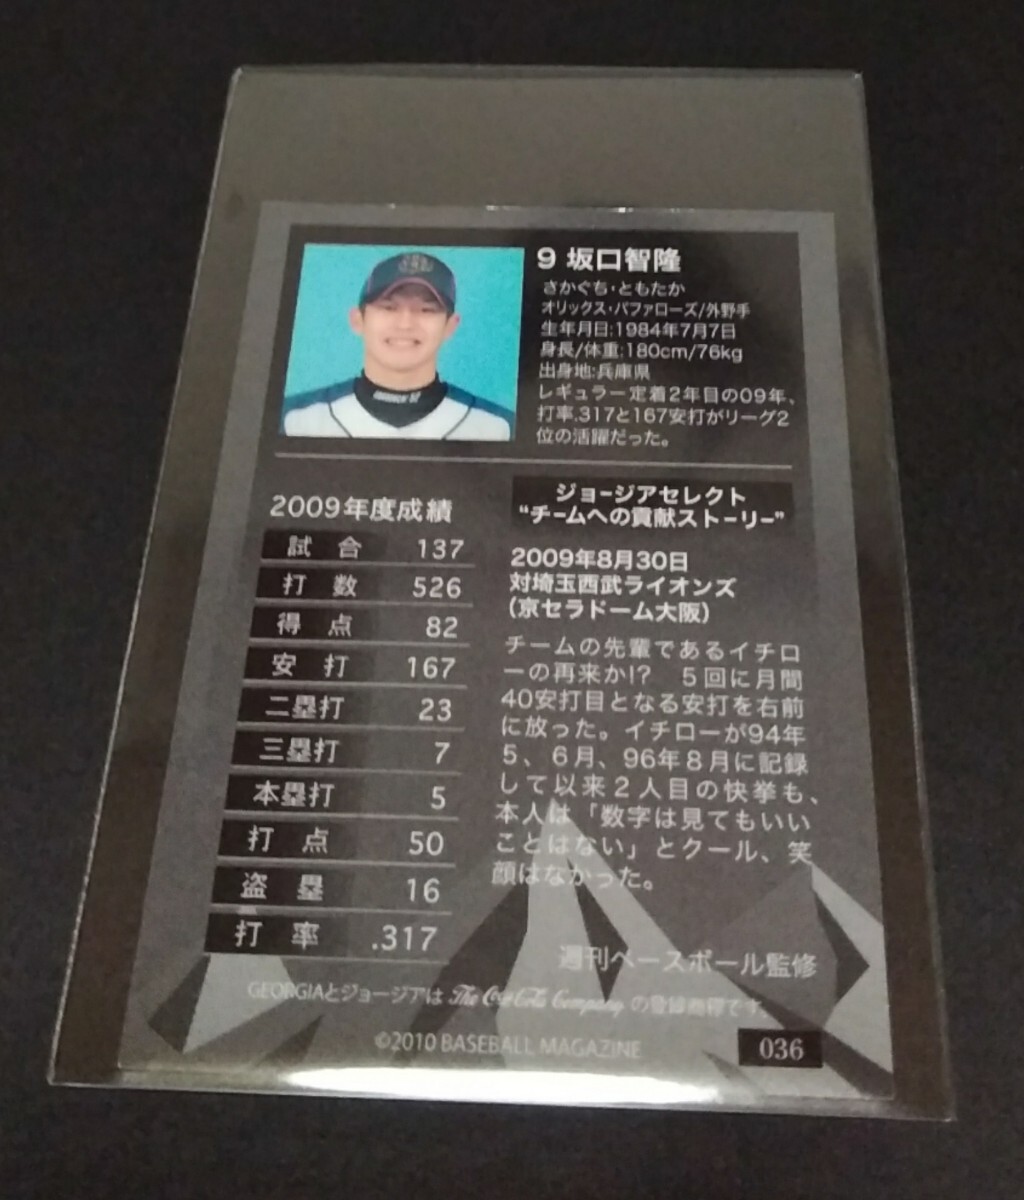 9 坂口智隆
さかぐち・ともたか
オリックス・バファローズ/外野手
生年月日:1984年7月7日
身長/体重:180cm/76kg
出身地:兵庫県
レギュラー定着2年目の09年、
打率.317と167安打がリーグ2
位の活躍だった。
2009年度成績
試合 137
打数 526
得点 82
安打 167
二塁打 23
三塁打 7
本塁打 5
打点 50
盗塁 16
打率 .317
ジョージアセレクト
“チームへの貢献ストーリー”
2009年8月30日
対埼玉西武ライオンズ
(京セラドーム大阪)
チームの先輩であるイチロ
ーの再来か!? 5回に月間
40安打目となる安打を右前
に放った。イチローが94年
5、6月、96年8月に記録
して以来2人目の快挙も、
本人は「数字は見てもいい
ことはない」とクール、笑
顔はなかった。
週刊ベースボール監修
GEORGIAとジョージアは The Coca-Cola Company の登録商標です。
©2010 BASEBALL MAGAZINE
036